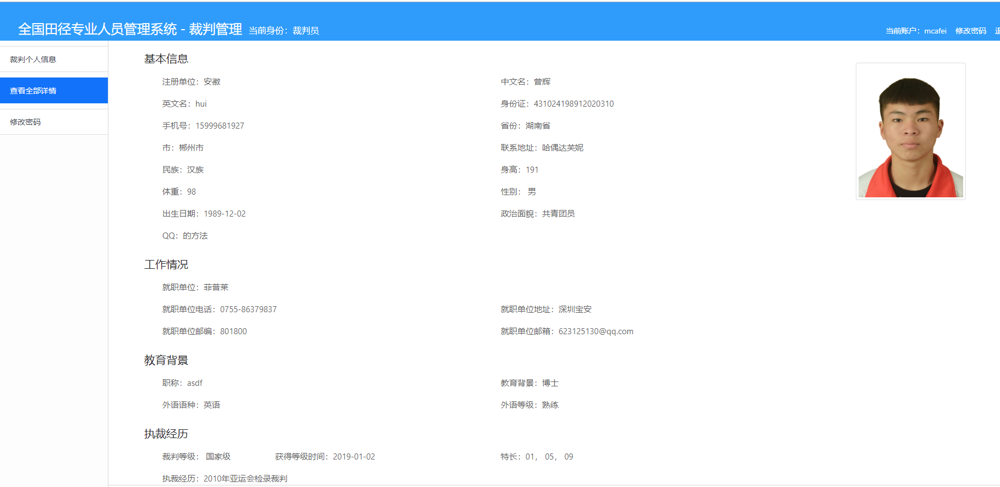 全国田径专业人员管理系统 - 裁判管理 当前身份：裁判员 当前账户：mcafei 修改密码
裁判个人信息
查看全部详情
修改密码
基本信息
注册单位：安徽 中文名：曾辉
英文名：hui 身份证：431024198912020310
手机号：15999681927 省份：湖南省
市：郴州市 联系地址：哈偶达芙妮
民族：汉族 身高：191
体重：98 性别： 男
出生日期：1989-12-02 政治面貌：共青团员
QQ：的方法
工作情况
就职单位：菲普莱
就职单位电话：0755-86379837 就职单位地址：深圳宝安
就职单位邮编：801800 就职单位邮箱：623125130@qq.com
教育背景
职称：asdf 教育背景：博士
外语语种：英语 外语等级：熟练
执裁经历
裁判等级： 国家级 获得等级时间：2019-01-02 特长：01， 05， 09
执裁经历：2010年亚运会检录裁判